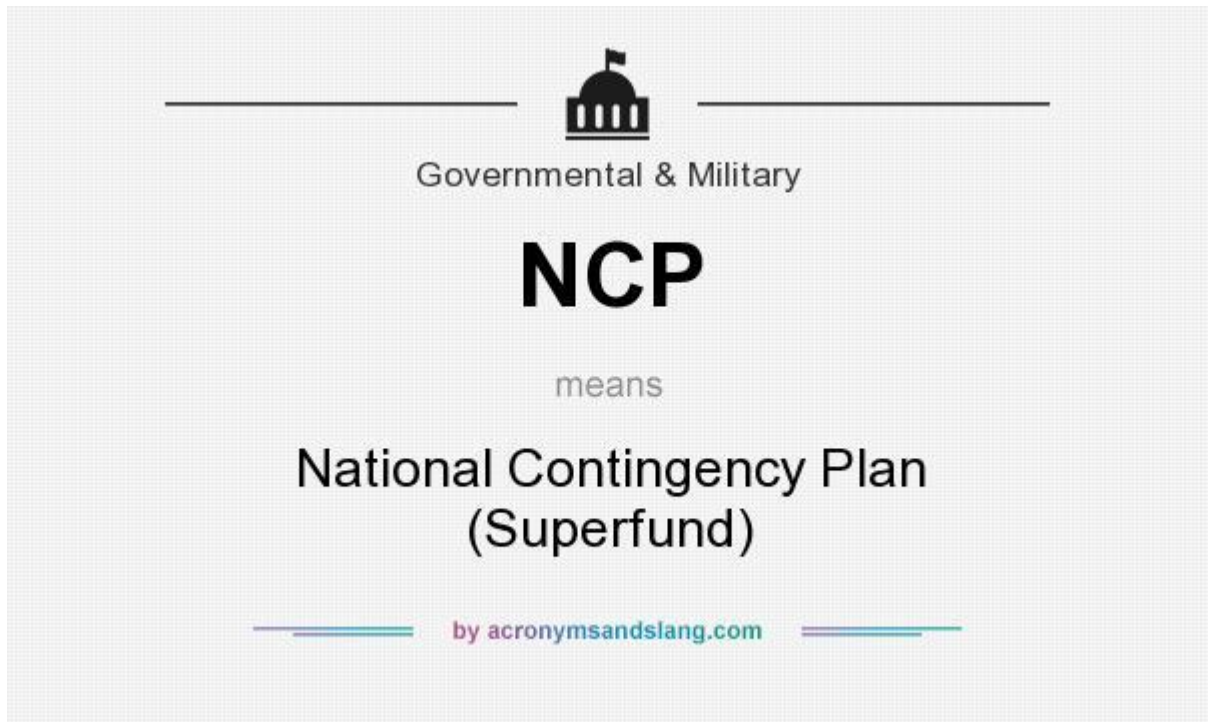 Governmental & Military
NCP
means
National Contingency Plan
(Superfund)
by acronymsandslang.com